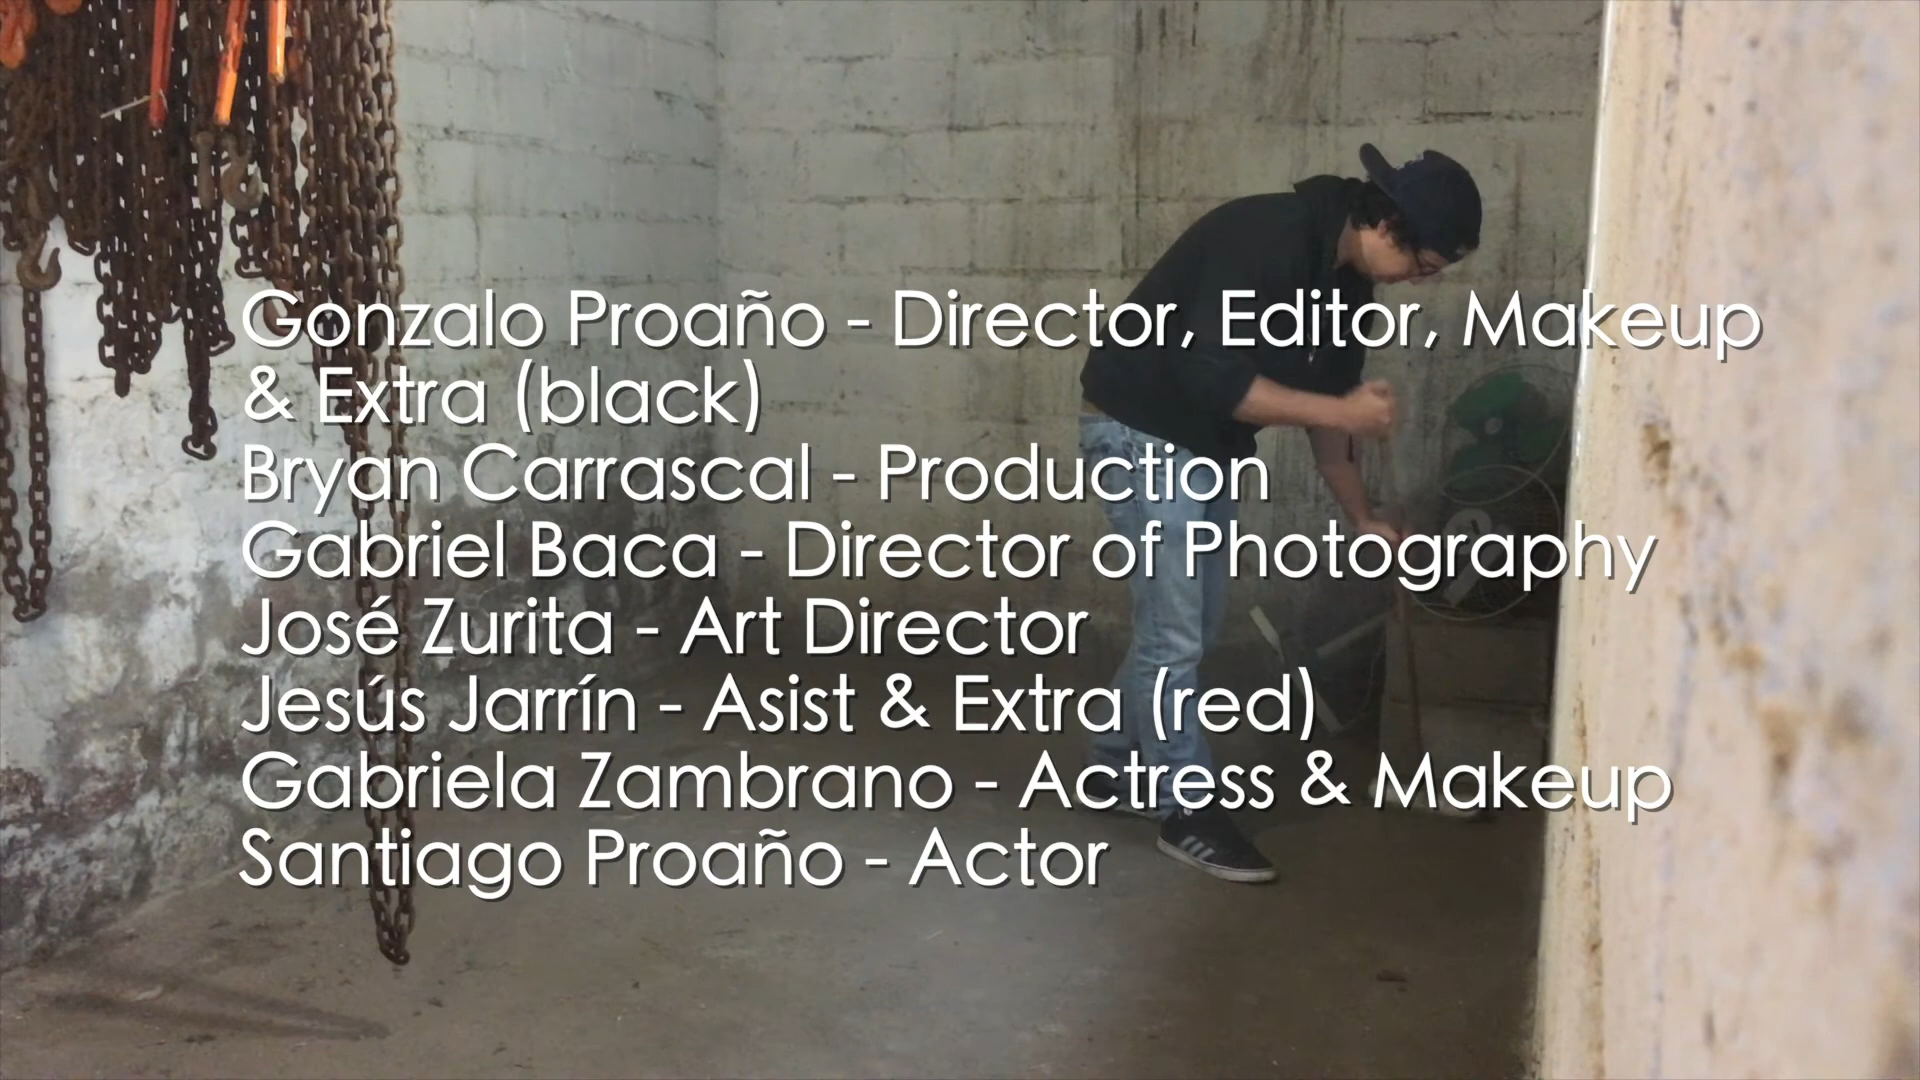 Gonzalo Proaño - Director, Editor, Makeup
& Extra (black)
Bryan Carrascal - Production
Gabriel Baca - Director of Photography
José Zurita - Art Director
Jesús Jarrín - Asist & Extra (red)
Gabriela Zambrano - Actress & Makeup
Santiago Proaño - Actor